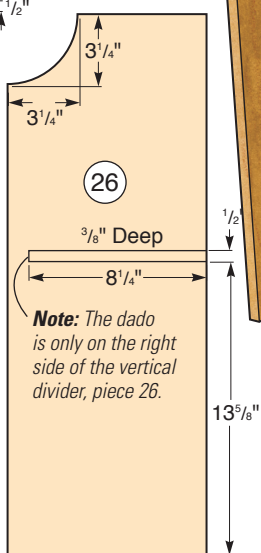 1/2"
3 1/4"
3 1/4"
26
3/8" Deep
1/2"
8 1/4"
Note: The dado
is only on the right
side of the vertical
divider, piece 26.
13 5/8"